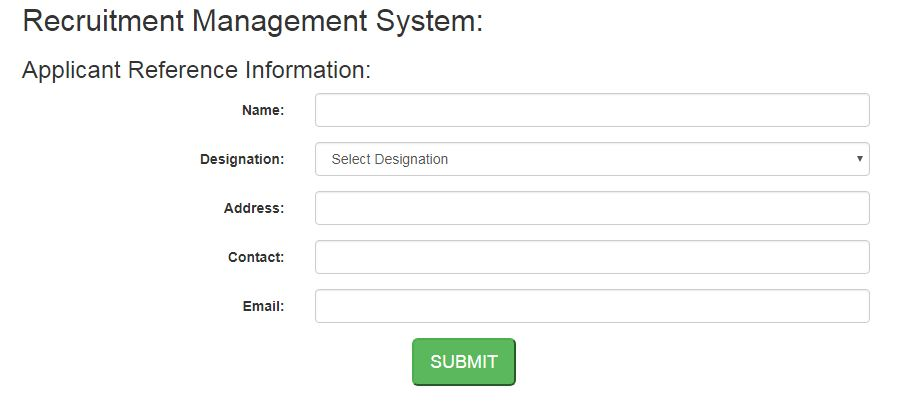 Recruitment Management System:
Applicant Reference Information:
Name:
Designation: Select Designation
Address:
Contact:
Email:
SUBMIT